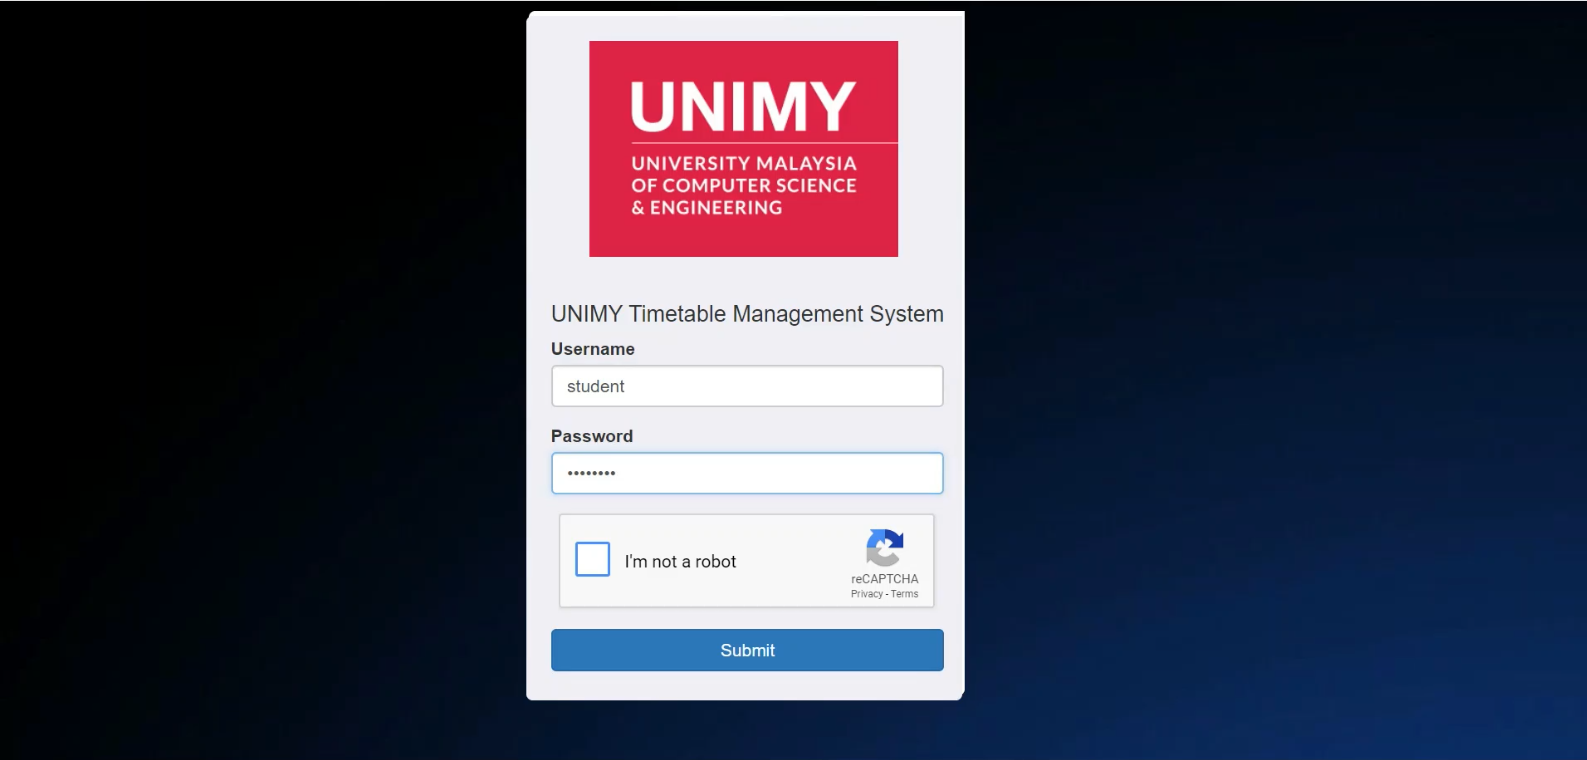 UNIMY
UNIVERSITY MALAYSIA
OF COMPUTER SCIENCE
& ENGINEERING
UNIMY Timetable Management System
Username
student
Password
••••••••
I'm not a robot
reCAPTCHA
Privacy - Terms
Submit